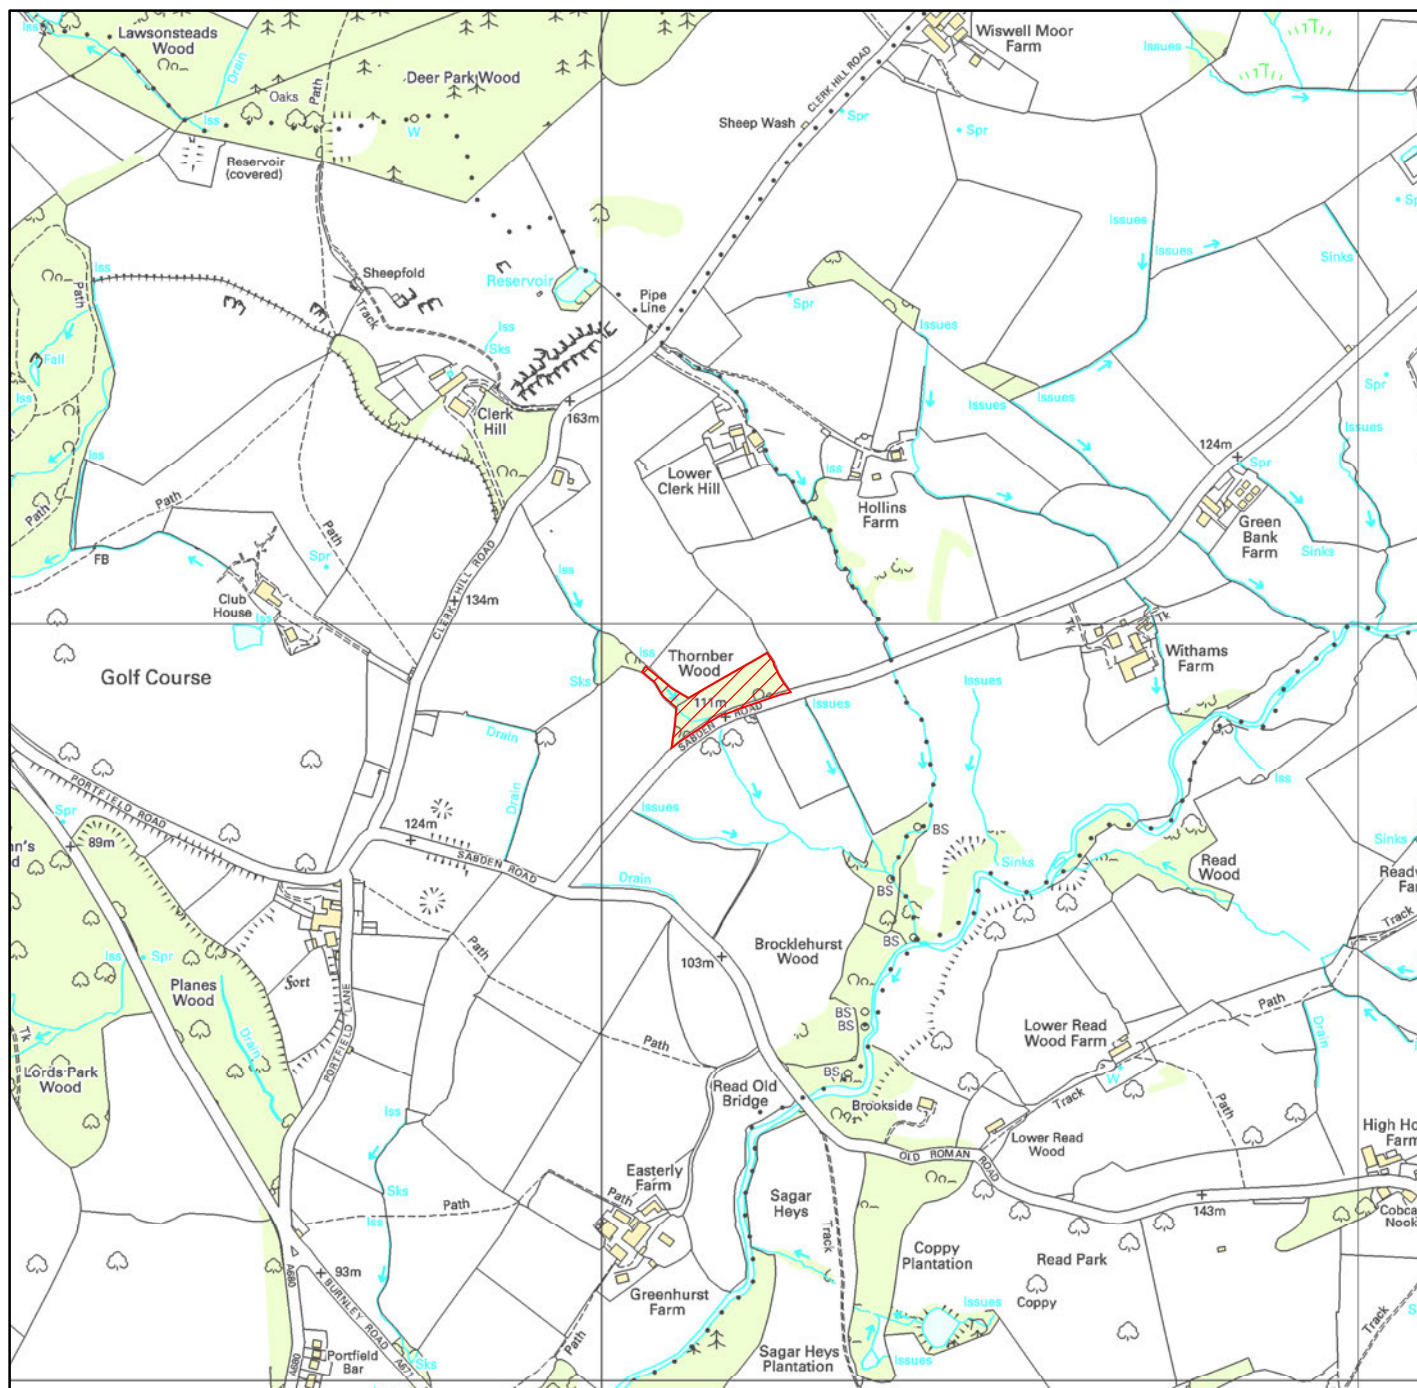 Iss
Lawsonsteads
Wood
Drain
Path
Oaks
Iss
Deer Park Wood
W
Reservoir
(covered)
CLERK HILL ROAD
Wiswell Moor
Farm
Issues
Sheep Wash
Spr
Spr
Issues
Issues
Sinks
Iss
Path
Sheepfold
Track
Reservoir
Pipe
Line
Spr
Issues
Iss
Sks
Fall
Iss
Clerk
Hill
163m
Issues
Issues
Spr
Issues
124m
Spr
Iss
Path
Path
Lower
Clerk Hill
Iss
Hollins
Farm
Green
Bank
Farm
Sinks
FB
Path
Spr
Iss
CLERK HILL ROAD
134m
Club
House
Iss
Tk
Tk
Withams
Farm
Golf Course
Sks
Iss
Thornber
Wood
111m
SABDEN ROAD
Issues
Issues
Drain
Drain
Issues
Iss
PORTFIELD ROAD
Spr
89m
124m
SABDEN ROAD
Drain
BS
BS
BS
Sinks
Read
Wood
Sinks
Track
Iss
Spr
Planes
Wood
Drain
Fort
PORTFIELD LANE
Path
103m
Brocklehurst
Wood
BS
BS
BS
Tk
Lords Park
Wood
Path
Read Old
Bridge
Lower Read
Wood Farm
W
Path
Drain
Track
Path
Brookside
Lower Read
Wood
OLD ROMAN ROAD
Iss
Sks
Iss
Path
Easterly
Farm
Path
Sagar
Heys
Track
143m
Coppy
Plantation
Read Park
Coppy
93m
A680
BURNLEY ROAD
A671
Greenhurst
Farm
Path
Issues
Issues
Track
A680
Portfield
Bar
Sks
Sagar Heys
Plantation